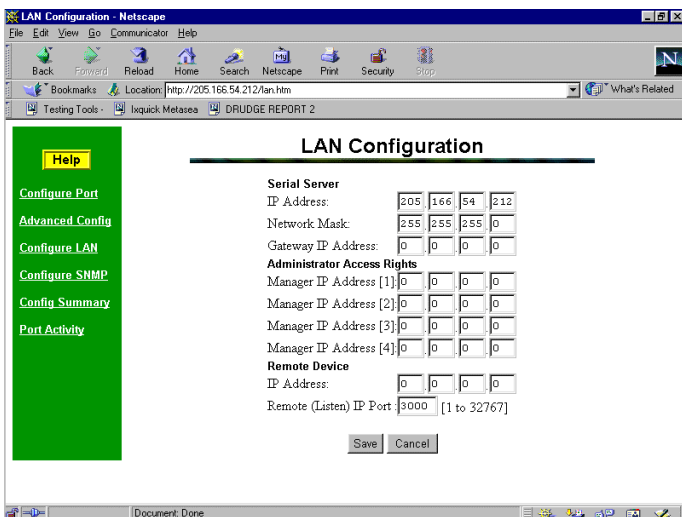 LAN Configuration - Netscape
File Edit View Go Communicator Help
Back Forward Reload Home Search Netscape Print Security Stop
My
N
Bookmarks Location: http://205.166.54.212/lan.htm What's Related
Testing Tools - Ixquick Metasea DRUDGE REPORT 2
Help
Configure Port
Advanced Config
Configure LAN
Configure SNMP
Config Summary
Port Activity
LAN Configuration
Serial Server
IP Address: 205 . 166 . 54 . 212
Network Mask: 255 . 255 . 255 . 0
Gateway IP Address: 0 . 0 . 0 . 0
Administrator Access Rights
Manager IP Address [1]: 0 . 0 . 0 . 0
Manager IP Address [2]: 0 . 0 . 0 . 0
Manager IP Address [3]: 0 . 0 . 0 . 0
Manager IP Address [4]: 0 . 0 . 0 . 0
Remote Device
IP Address: 0 . 0 . 0 . 0
Remote (Listen) IP Port : 3000 [1 to 32767]
Save Cancel
Document: Done